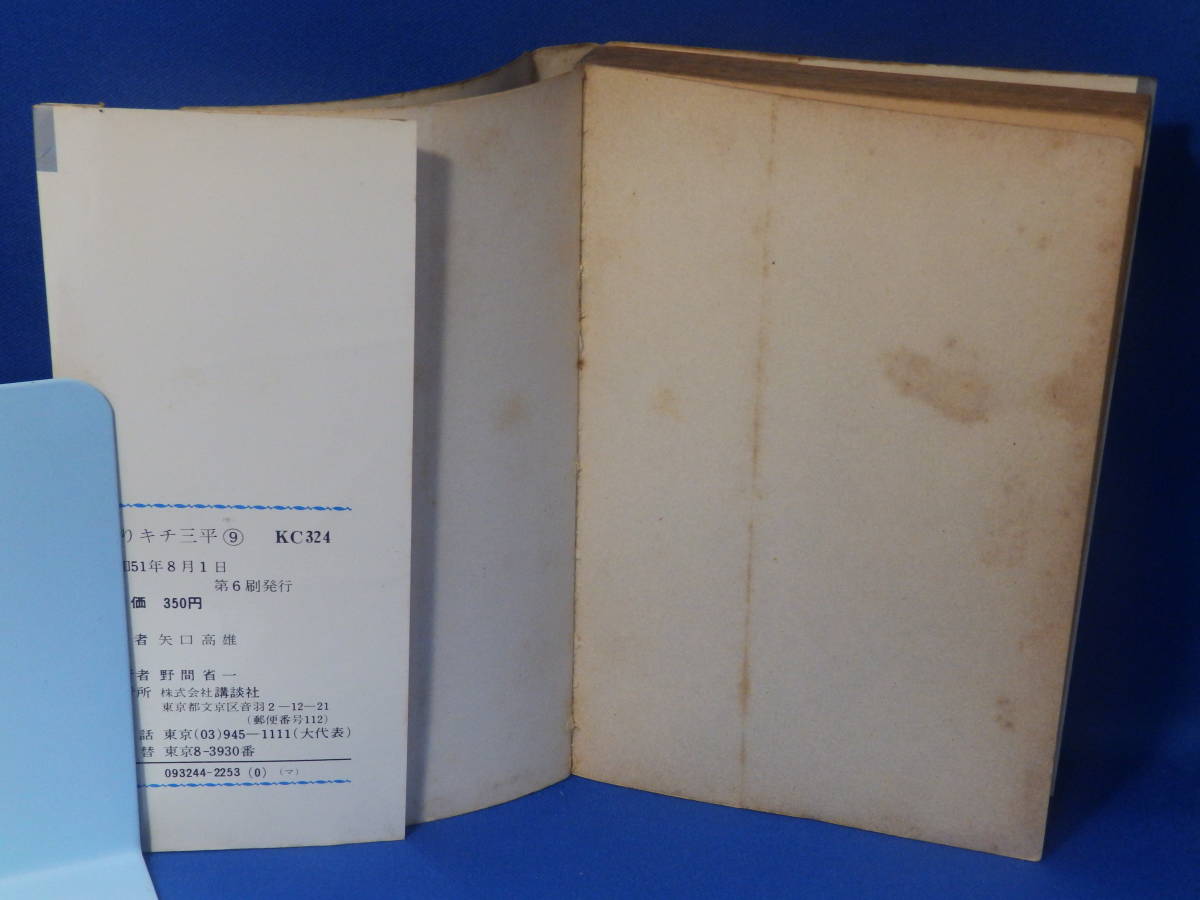 りキチ三平⑨ KC324
51年8月1日
第6刷発行
価 350円
者 矢口高雄
者 野間省一
所 株式会社講談社
東京都文京区音羽2—12—21
(郵便番号112)
話 東京(03)945—1111(大代表)
替 東京8-3930番
093244-2253 (0) (マ)